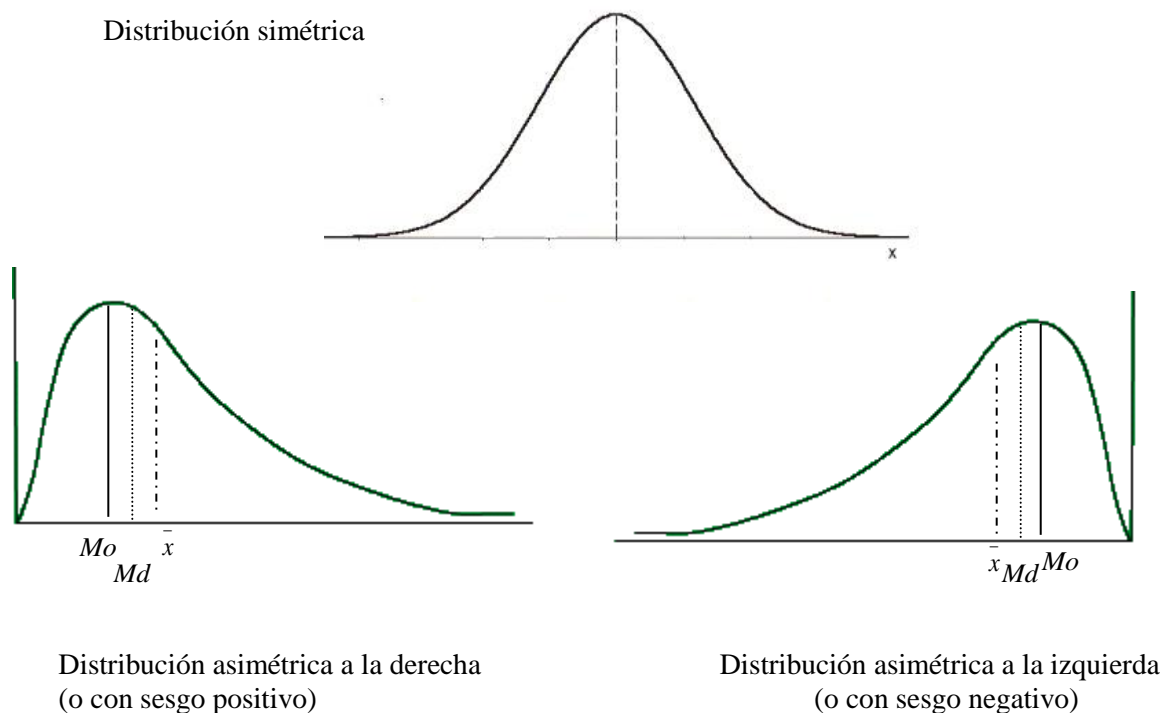 Distribución simétrica
x
Mo
Md
x̄
x̄ Md Mo
Distribución asimétrica a la derecha
(o con sesgo positivo)
Distribución asimétrica a la izquierda
(o con sesgo negativo)